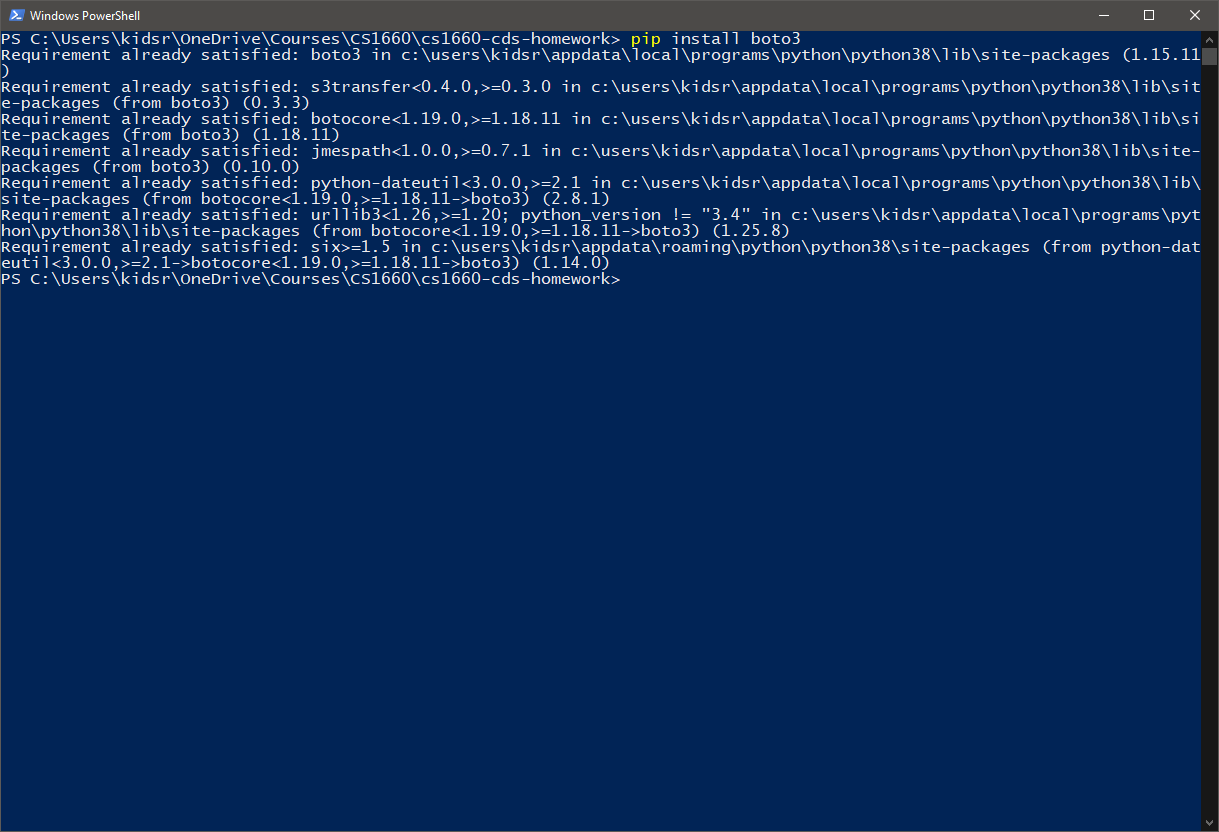 Windows PowerShell
PS C:\Users\kidsr\OneDrive\Courses\CS1660\cs1660-cds-homework> pip install boto3
Requirement already satisfied: boto3 in c:\users\kidsr\appdata\local\programs\python\python38\lib\site-packages (1.15.11
)
Requirement already satisfied: s3transfer<0.4.0,>=0.3.0 in c:\users\kidsr\appdata\local\programs\python\python38\lib\sit
e-packages (from boto3) (0.3.3)
Requirement already satisfied: botocore<1.19.0,>=1.18.11 in c:\users\kidsr\appdata\local\programs\python\python38\lib\si
te-packages (from boto3) (1.18.11)
Requirement already satisfied: jmespath<1.0.0,>=0.7.1 in c:\users\kidsr\appdata\local\programs\python\python38\lib\site-
packages (from boto3) (0.10.0)
Requirement already satisfied: python-dateutil<3.0.0,>=2.1 in c:\users\kidsr\appdata\local\programs\python\python38\lib\
site-packages (from botocore<1.19.0,>=1.18.11->boto3) (2.8.1)
Requirement already satisfied: urllib3<1.26,>=1.20; python_version != "3.4" in c:\users\kidsr\appdata\local\programs\pyt
hon\python38\lib\site-packages (from botocore<1.19.0,>=1.18.11->boto3) (1.25.8)
Requirement already satisfied: six>=1.5 in c:\users\kidsr\appdata\roaming\python\python38\site-packages (from python-dat
eutil<3.0.0,>=2.1->botocore<1.19.0,>=1.18.11->boto3) (1.14.0)
PS C:\Users\kidsr\OneDrive\Courses\CS1660\cs1660-cds-homework>